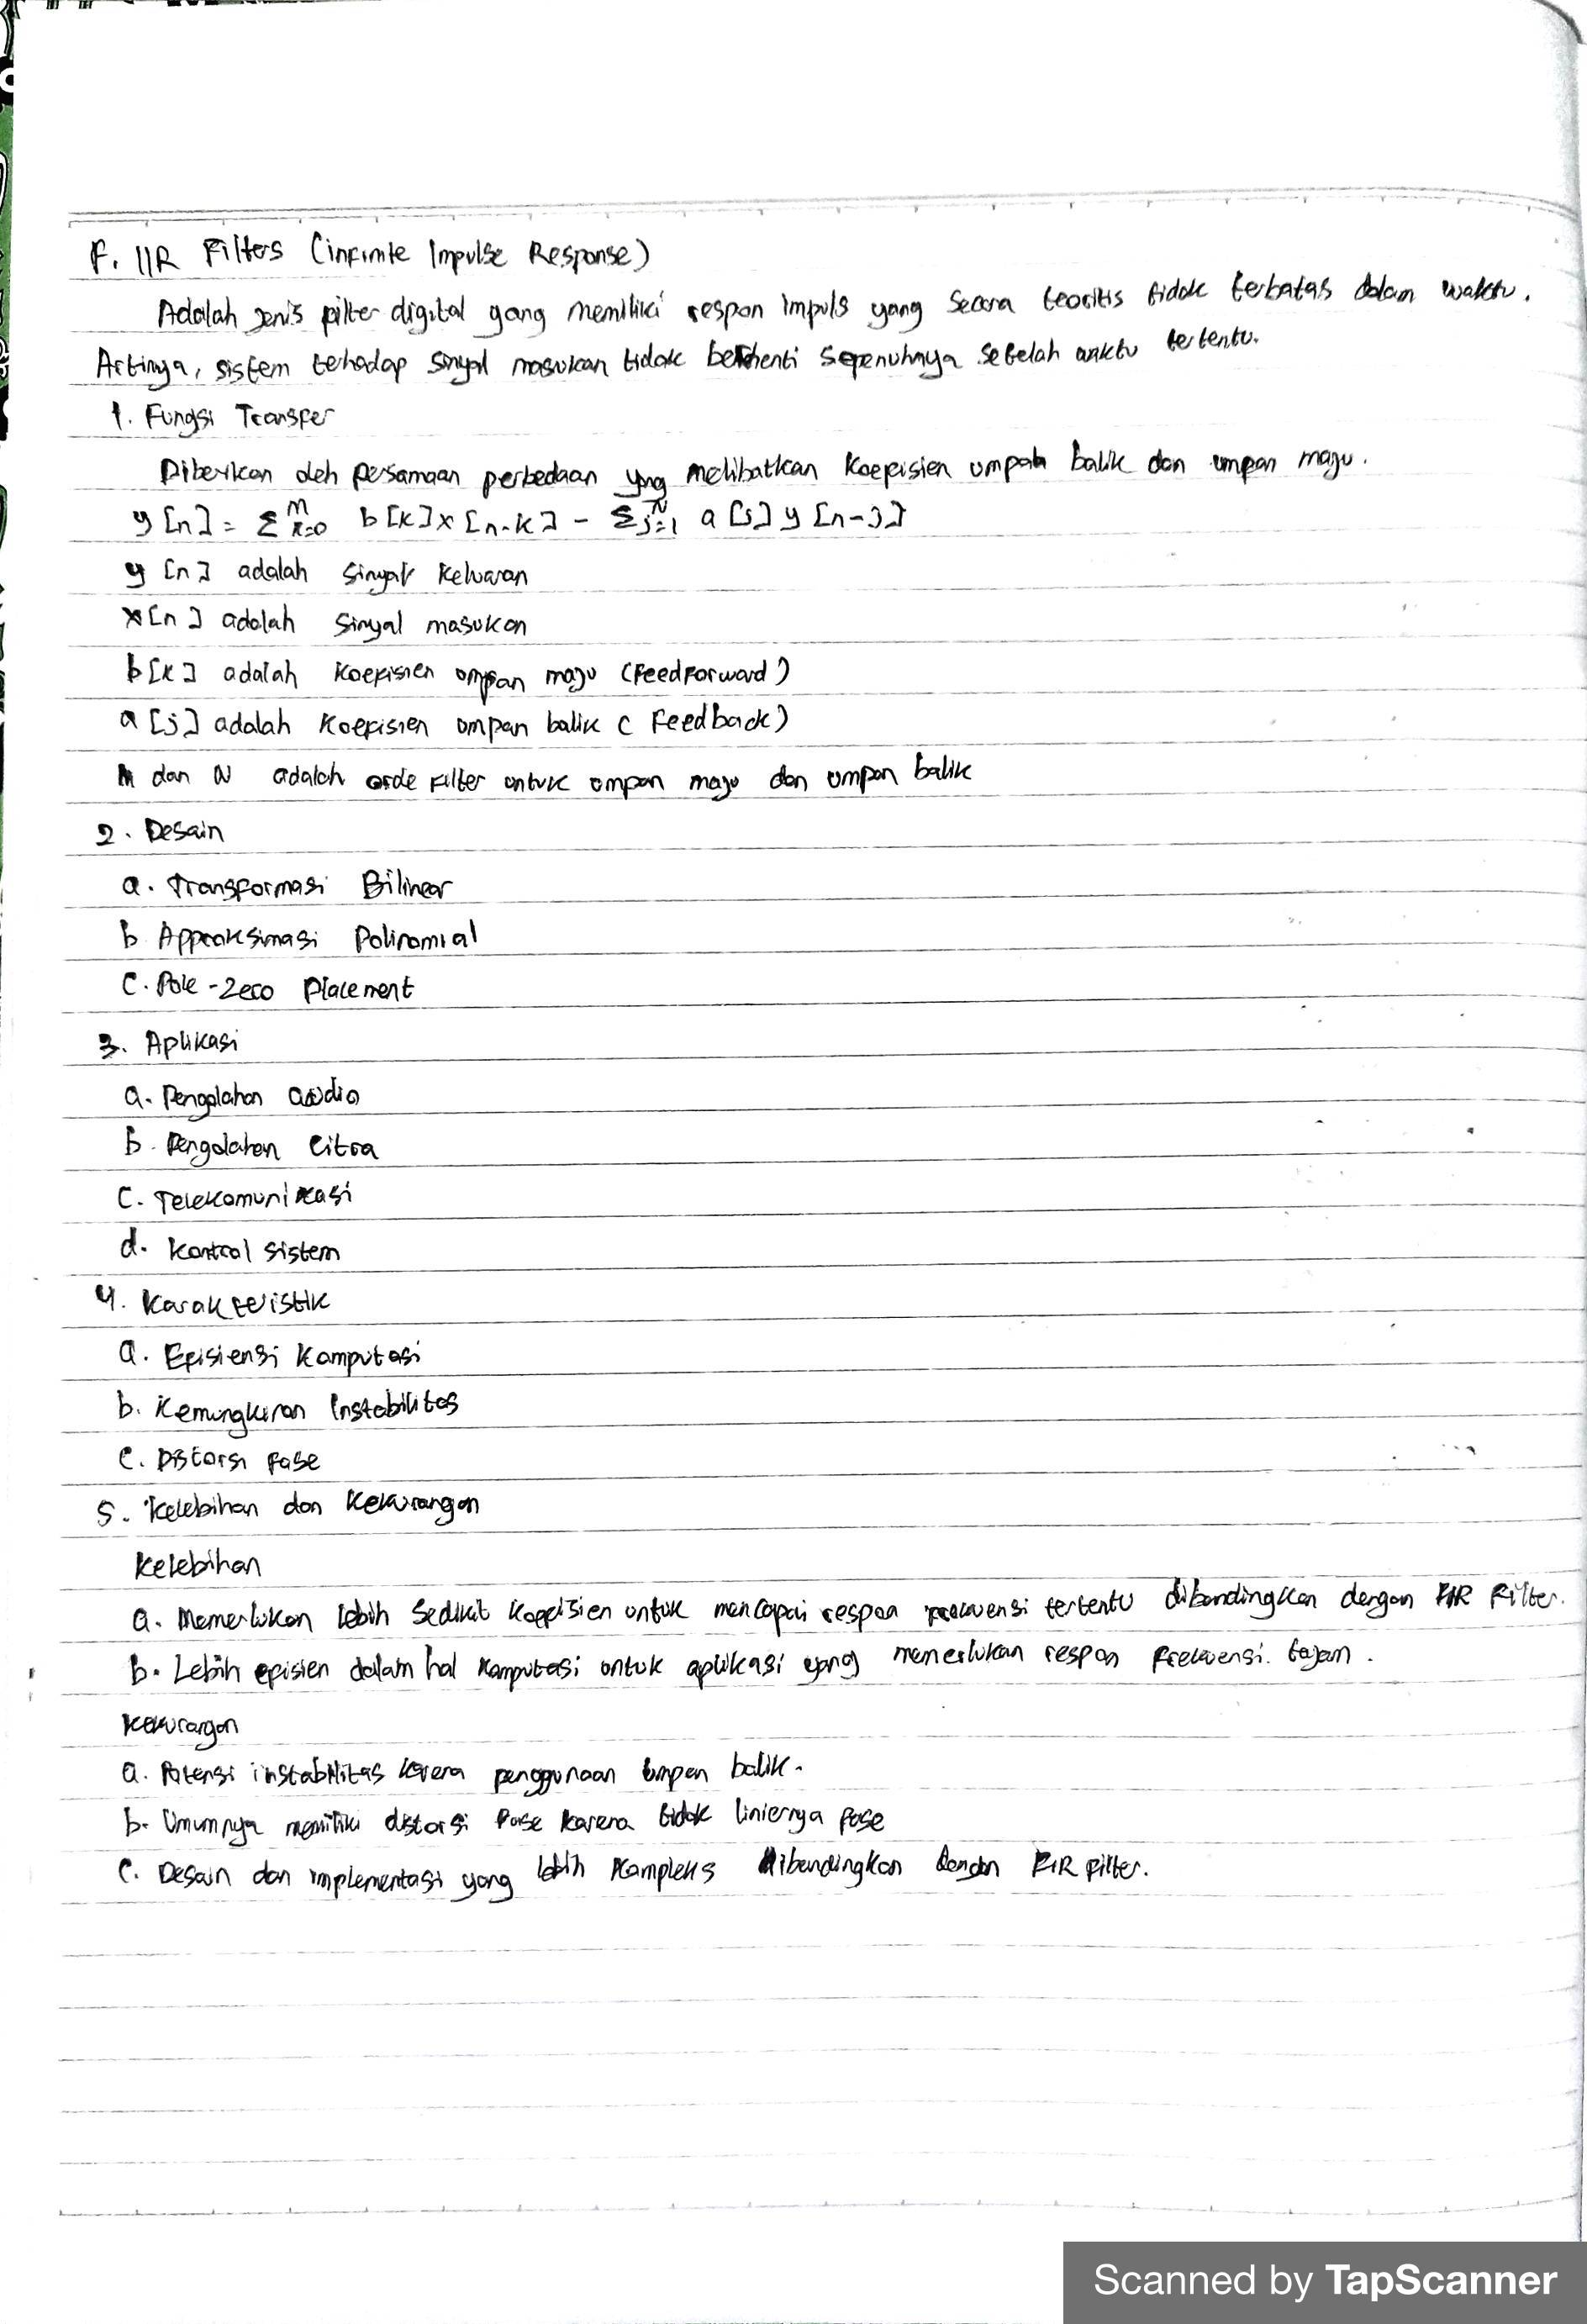 F. IIR Filters (infinite Impulse Response)
Adalah Jenis pilter digital yang memiliki respon impuls yang secara teoritis tidak terbatas dalam waktu.
Artinya, sistem terhadap sinyal masukan tidak berhenti sepenuhnya setelah waktu tertentu.
1. Fungsi Transfer
Diberikan oleh persamaan perbedaan yang melibatkan koepisien umpan balik dan umpan maju.
y[n] = Σ^M_{k=0} b[k]x[n-k] - Σ^N_{j=1} a[j]y[n-j]
y[n] adalah sinyal keluaran
x[n] adalah sinyal masukan
b[k] adalah koepisien umpan maju (Feedforward)
a[j] adalah koepisien umpan balik (Feedback)
M dan N adalah orde filter untuk umpan maju dan umpan balik
2. Desain
a. Transformasi Bilinear
b. Approksimasi Polinomial
c. Pole-Zero Placement
3. Aplikasi
a. Pengolahan audio
b. Pengolahan citra
c. Telekomunikasi
d. Kontrol sistem
4. Karakteristik
a. Episiensi Komputasi
b. Kemungkinan Instabilitas
c. Distorsi fase
5. Kelebihan dan Kekurangan
Kelebihan
a. Memerlukan lebih sedikit koepisien untuk mencapai respon frekuensi tertentu dibandingkan dengan FIR Filter.
b. Lebih episien dalam hal komputasi untuk aplikasi yang memerlukan respon frekuensi tajam.
Kekurangan
a. Potensi instabilitas karena penggunaan umpan balik.
b. Umumnya memiliki distorsi fase karena tidak liniernya fase
c. Desain dan implementasi yang lebih kompleks dibandingkan dengan FIR filter.
Scanned by TapScanner